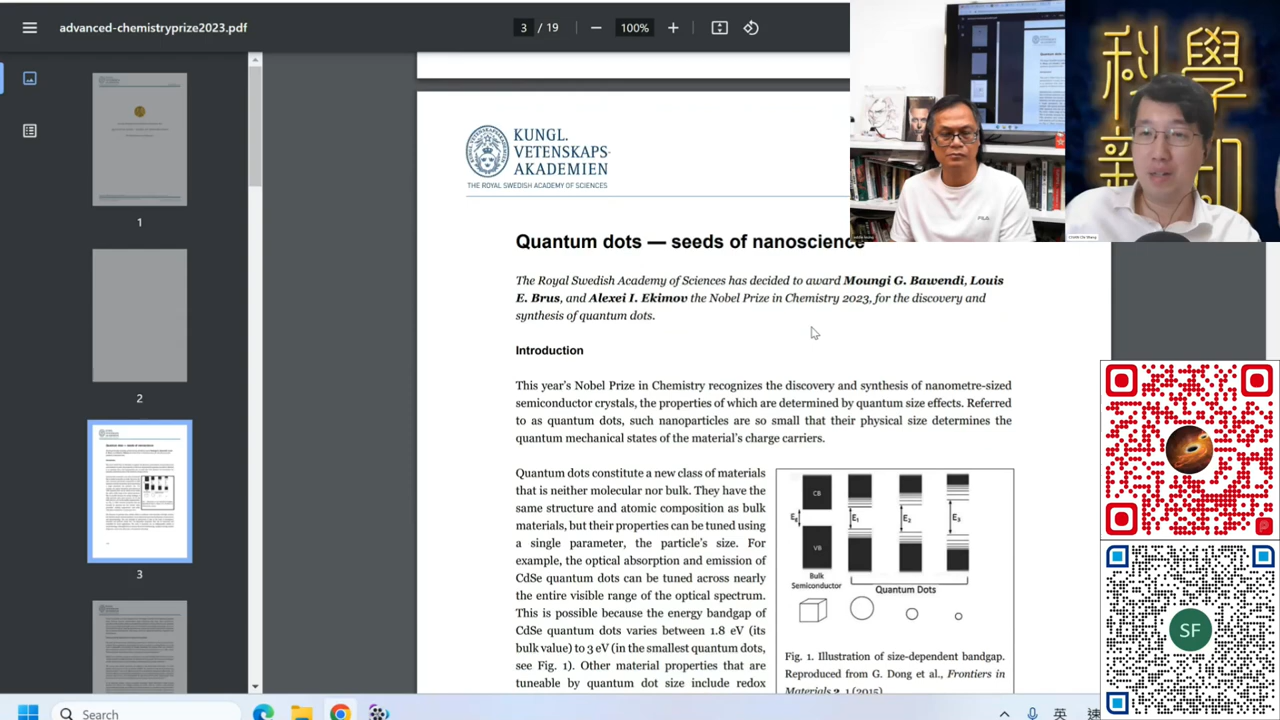 advanced-chemistryprize2023.pdf
3 / 19
100%
1
2
3
KUNGL.
VETENSKAPS-
AKADEMIEN
THE ROYAL SWEDISH ACADEMY OF SCIENCES
Quantum dots — seeds of nanoscience
The Royal Swedish Academy of Sciences has decided to award Moungi G. Bawendi, Louis
E. Brus, and Alexei I. Ekimov the Nobel Prize in Chemistry 2023, for the discovery and
synthesis of quantum dots.
Introduction
This year's Nobel Prize in Chemistry recognizes the discovery and synthesis of nanometre-sized
semiconductor crystals, the properties of which are determined by quantum size effects. Referred
to as quantum dots, such nanoparticles are so small that their physical size determines the
quantum mechanical states of the material's charge carriers.
Quantum dots constitute a new class of materials
that is neither molecular nor bulk. They have the
same structure and atomic composition as bulk
materials, but their properties can be tuned using
a single parameter, the particle's size. For
example, the optical absorption and emission of
CdSe quantum dots can be tuned across nearly
the entire visible range of the optical spectrum.
This is possible because the energy bandgap of
CdSe quantum dots varies between 1.8 eV (its
bulk value) to 3 eV (in the smallest quantum dots,
see Fig. 1). Other material properties that are
tuneable by quantum dot size include redox
CB
VB
E₁
E₂
E₃
Bulk
Semiconductor
Quantum Dots
Fig. 1. Illustration of size-dependent bandgap.
Reproduced from G. Dong et al., Frontiers in
Materials 2, 1 (2015)
科學
新知
FILA
SF
Search
英
速